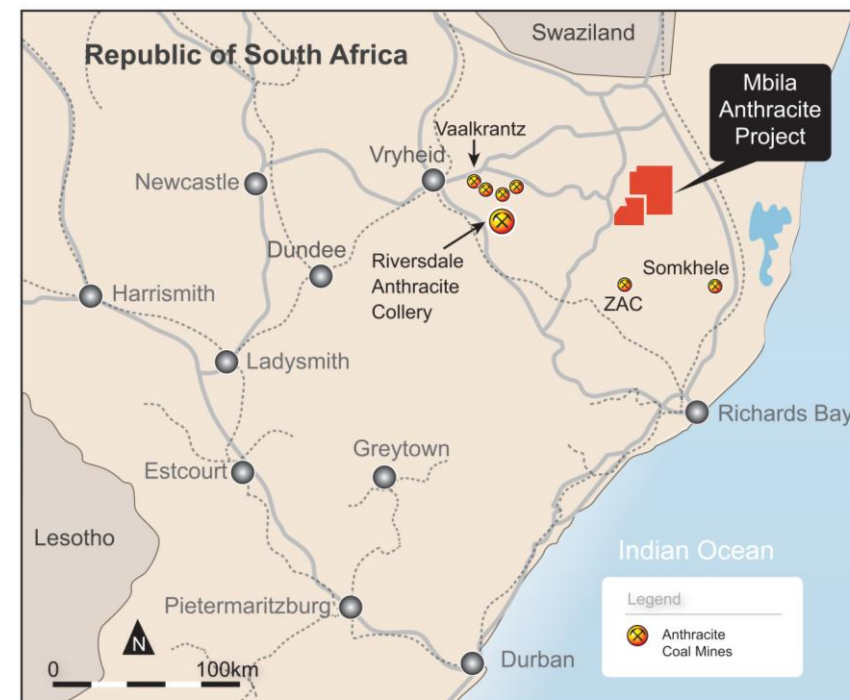 Swaziland
Republic of South Africa
Mbila
Anthracite
Project
Vaalkrantz
Vryheid
Newcastle
Dundee
Riversdale
Anthracite
Collery
Somkhele
ZAC
Harrismith
Ladysmith
Richards Bay
Greytown
Estcourt
Lesotho
Indian Ocean
Legend
Anthracite
Coal Mines
Pietermaritzburg
N
0 100km
Durban